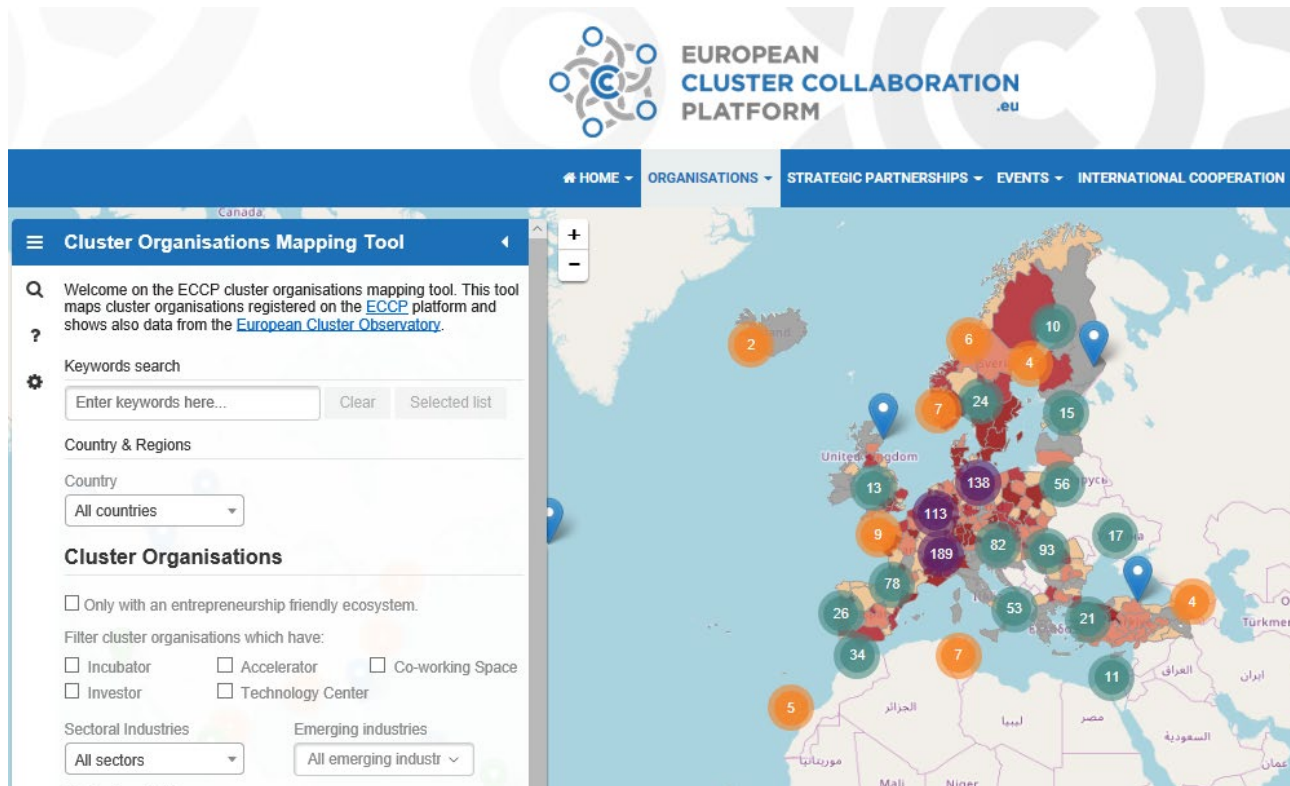 EUROPEAN
CLUSTER COLLABORATION
PLATFORM
.eu
HOME
ORGANISATIONS
STRATEGIC PARTNERSHIPS
EVENTS
INTERNATIONAL COOPERATION
Canada
Cluster Organisations Mapping Tool
Welcome on the ECCP cluster organisations mapping tool. This tool
maps cluster organisations registered on the ECCP platform and
shows also data from the European Cluster Observatory.
?
Keywords search
Enter keywords here...
Clear
Selected list
Country & Regions
Country
All countries
Cluster Organisations
Only with an entrepreneurship friendly ecosystem.
Filter cluster organisations which have:
Incubator
Accelerator
Co-working Space
Investor
Technology Center
Sectoral Industries
Emerging industries
All sectors
All emerging industr
+
−
2
10
6
4
7
24
15
13
138
56
113
9
189
82
93
17
78
26
53
21
4
34
7
11
5
العراق
ایران
الجزائر
ليبيا
مصر
السعودية
عمان
موريتانيا
Mali
Niger
Türkmen